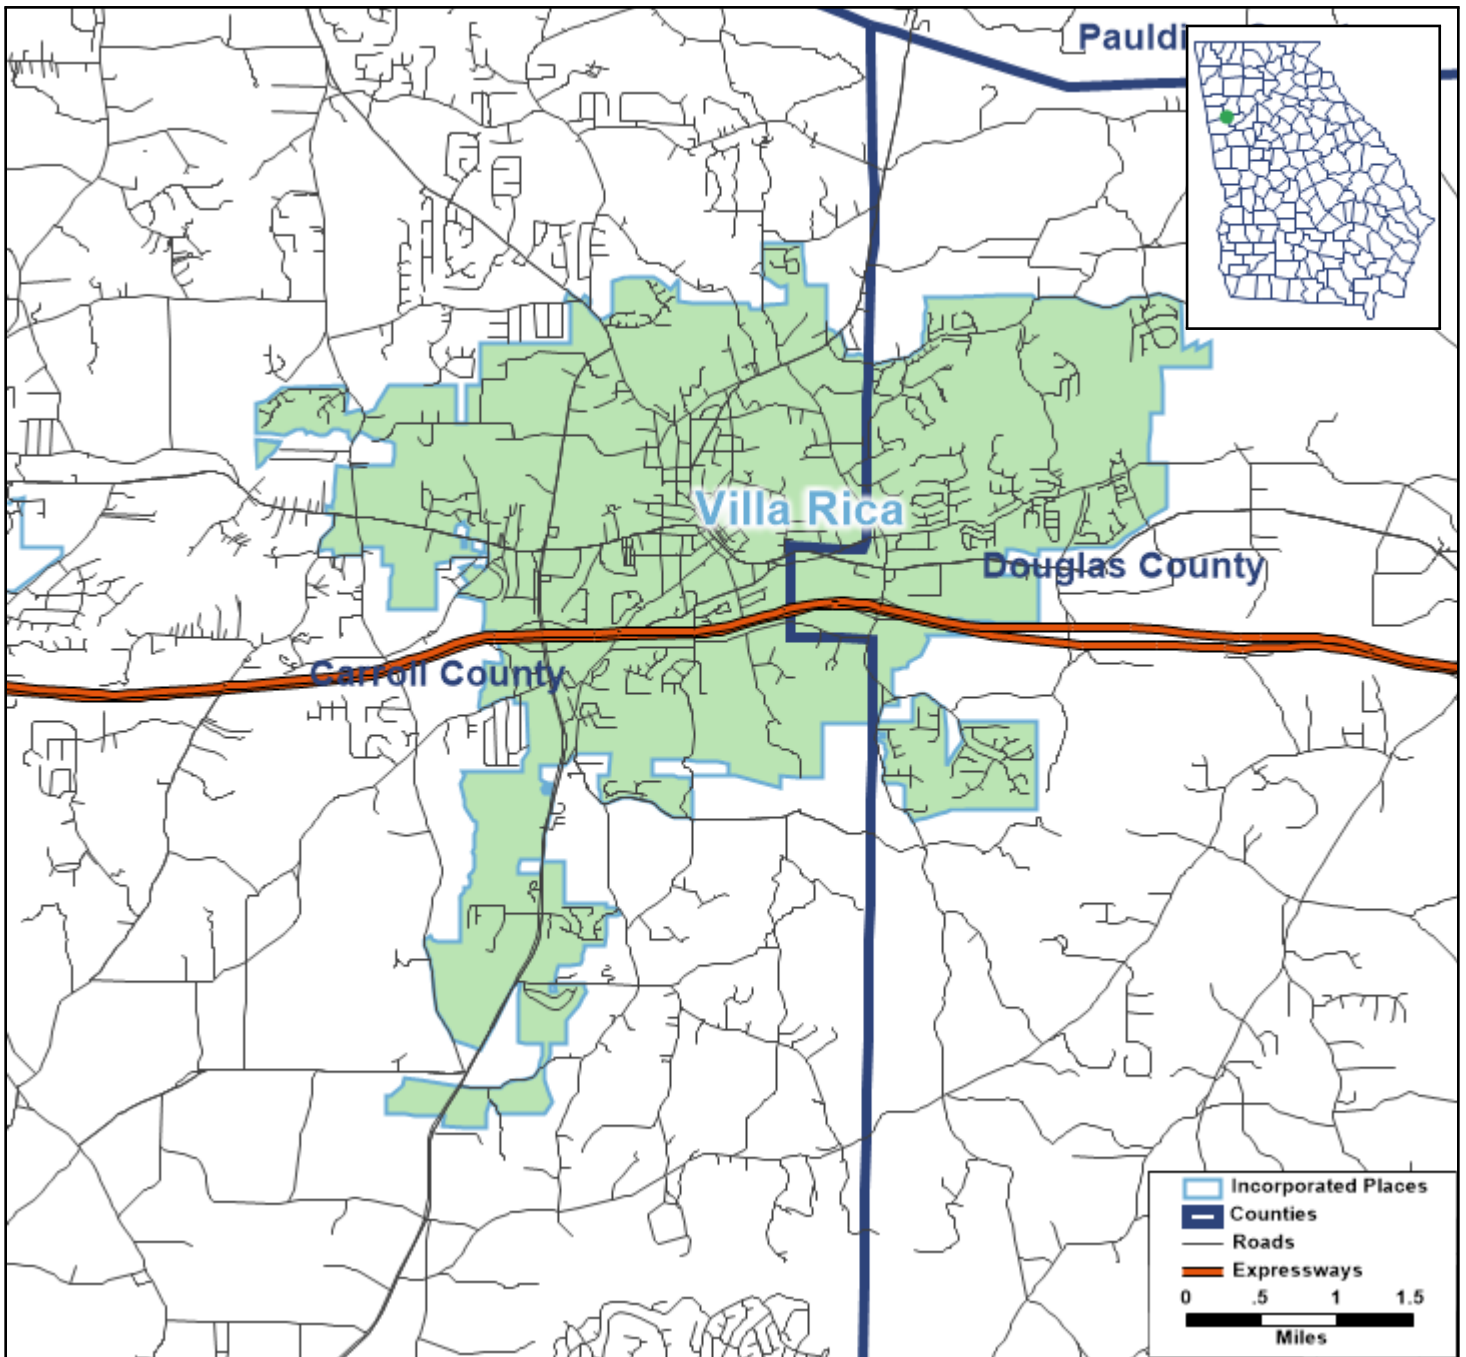 Pauldi
Villa Rica
Douglas County
Carroll County
Incorporated Places
Counties
Roads
Expressways
0 .5 1 1.5
Miles